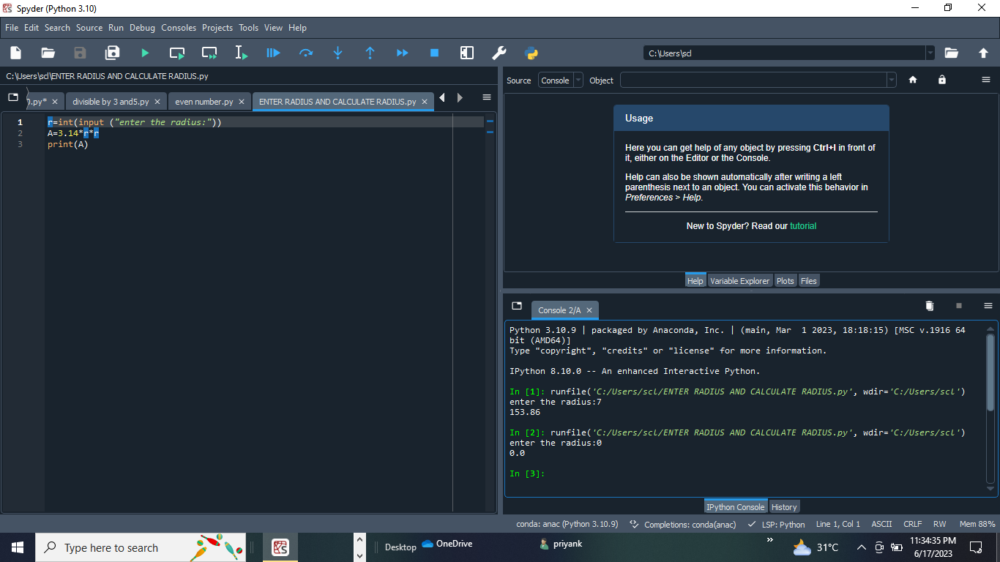 Spyder (Python 3.10)
File Edit Search Source Run Debug Consoles Projects Tools View Help
C:\Users\scl
C:\Users\scl\ENTER RADIUS AND CALCULATE RADIUS.py
).py* divisible by 3 and5.py even number.py ENTER RADIUS AND CALCULATE RADIUS.py
1 r=int(input ("enter the radius:"))
2 A=3.14*r*r
3 print(A)
Source Console Object
Usage
Here you can get help of any object by pressing Ctrl+I in front of
it, either on the Editor or the Console.
Help can also be shown automatically after writing a left
parenthesis next to an object. You can activate this behavior in
Preferences > Help.
New to Spyder? Read our tutorial
Help Variable Explorer Plots Files
Console 2/A
Python 3.10.9 | packaged by Anaconda, Inc. | (main, Mar  1 2023, 18:18:15) [MSC v.1916 64
bit (AMD64)]
Type "copyright", "credits" or "license" for more information.
IPython 8.10.0 -- An enhanced Interactive Python.
In [1]: runfile('C:/Users/scl/ENTER RADIUS AND CALCULATE RADIUS.py', wdir='C:/Users/scl')
enter the radius:7
153.86
In [2]: runfile('C:/Users/scl/ENTER RADIUS AND CALCULATE RADIUS.py', wdir='C:/Users/scl')
enter the radius:0
0.0
In [3]:
IPython Console History
conda: anac (Python 3.10.9) Completions: conda(anac) LSP: Python Line 1, Col 1 ASCII CRLF RW Mem 88%
Type here to search Desktop OneDrive priyank 31°C 11:34:35 PM
6/17/2023